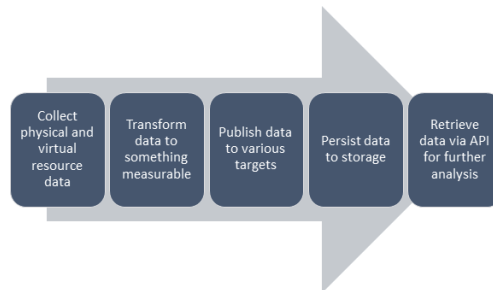 Collect
physical and
virtual
resource
data
Transform
data to
something
measurable
Publish data
to various
targets
Persist data
to storage
Retrieve
data via API
for further
analysis